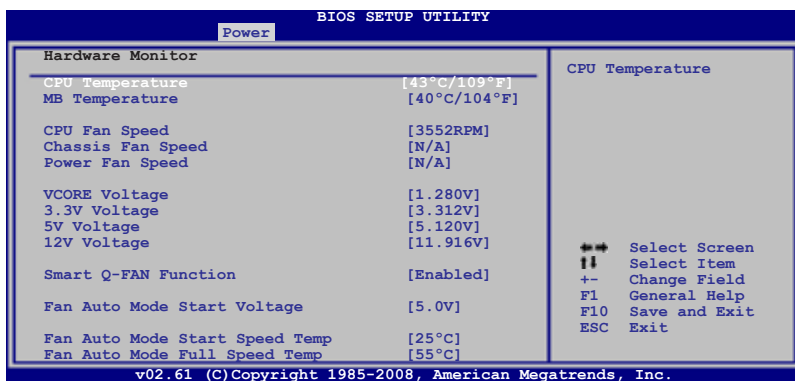 BIOS SETUP UTILITY
Power
Hardware Monitor
CPU Temperature [43°C/109°F]
MB Temperature [40°C/104°F]
CPU Fan Speed [3552RPM]
Chassis Fan Speed [N/A]
Power Fan Speed [N/A]
VCORE Voltage [1.280V]
3.3V Voltage [3.312V]
5V Voltage [5.120V]
12V Voltage [11.916V]
Smart Q-FAN Function [Enabled]
Fan Auto Mode Start Voltage [5.0V]
Fan Auto Mode Start Speed Temp [25°C]
Fan Auto Mode Full Speed Temp [55°C]
CPU Temperature
←→ Select Screen
↑↓ Select Item
+- Change Field
F1 General Help
F10 Save and Exit
ESC Exit
v02.61 (C)Copyright 1985-2008, American Megatrends, Inc.